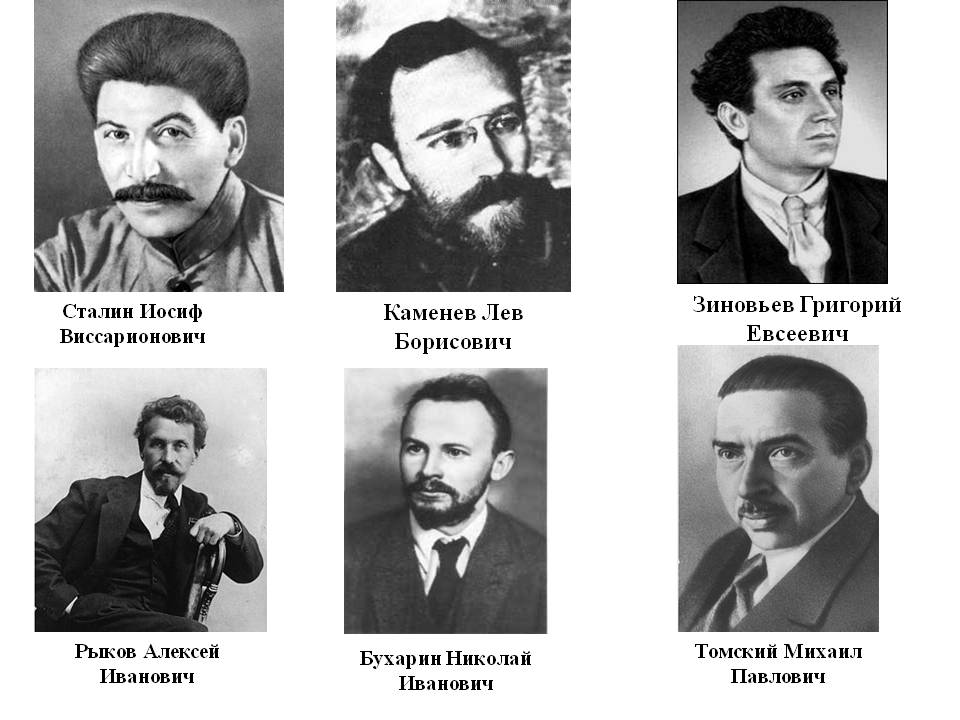 Сталин Иосиф
Виссарионович
Каменев Лев
Борисович
Зиновьев Григорий
Евсеевич
Рыков Алексей
Иванович
Бухарин Николай
Иванович
Томский Михаил
Павлович